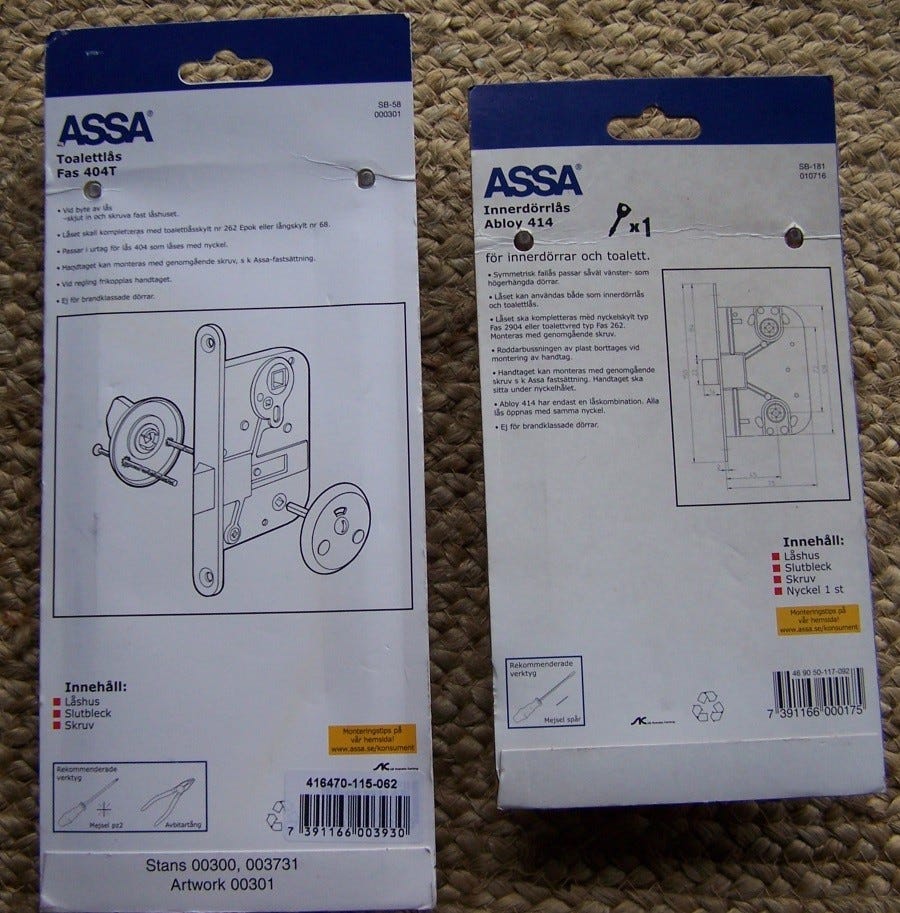 ASSA®
Toalettlås
Fas 404T
SB-58
000301
• Vid byte av lås
-skjut in och skruva fast låshuset.
• Låset skall kompletteras med toalettlåsskylt nr 262 Epok eller långskylt nr 68.
• Passar i urtag för lås 404 som låses med nyckel.
• Handtaget kan monteras med genomgående skruv, s k Assa-fastsättning.
• Vid regling frikopplas handtaget.
• Ej för brandklassade dörrar.
Innehåll:
Låshus
Slutbleck
Skruv
Monteringstips på
vår hemsida!
www.assa.se/konsument
Rekommenderade
verktyg
Mejsel pz2
Avbitartång
416470-115-062
7 391166 003930
Stans 00300, 003731
Artwork 00301
ASSA®
Innerdörrlås
Abloy 414
x1
SB-181
010716
för innerdörrar och toalett.
• Symmetrisk fallås passar såväl vänster- som
högerhängda dörrar.
• Låset kan användas både som innerdörrlås
och toalettlås.
• Låset ska kompletteras med nyckelskylt typ
Fas 2904 eller toalettvred typ Fas 262.
Monteras med genomgående skruv.
• Roddarbussningen av plast borttages vid
montering av handtag.
• Handtaget kan monteras med genomgående
skruv s k Assa fastsättning. Handtaget ska
sitta under nyckelhålet.
• Abloy 414 har endast en låskombination. Alla
lås öppnas med samma nyckel.
• Ej för brandklassade dörrar.
Innehåll:
Låshus
Slutbleck
Skruv
Nyckel 1 st
Monteringstips på
vår hemsida!
www.assa.se/konsument
Rekommenderade
verktyg
Mejsel spår
46 90 50-117-092
7 391166 000175